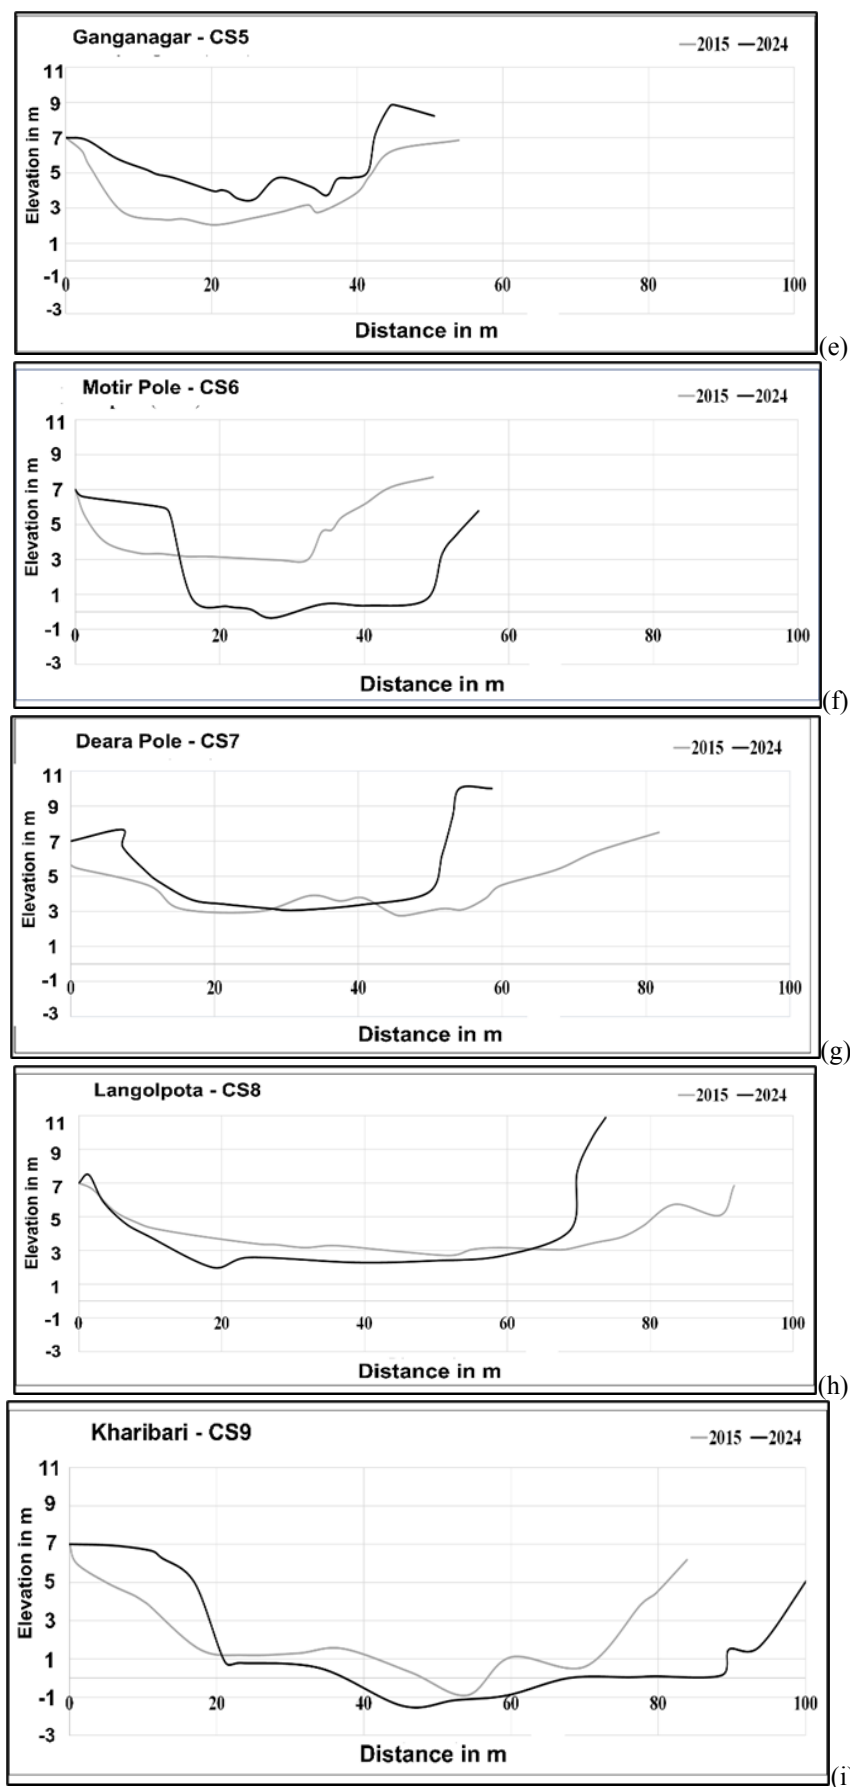 Ganganagar - CS5
2015 2024
11
9
7
5
3
1
-1
-3
Elevation in m
0 20 40 60 80 100
Distance in m
(e)
Motir Pole - CS6
2015 2024
11
9
7
5
3
1
-1
-3
Elevation in m
0 20 40 60 80 100
Distance in m
(f)
Deara Pole - CS7
2015 2024
11
9
7
5
3
1
-1
-3
Elevation in m
0 20 40 60 80 100
Distance in m
(g)
Langolpota - CS8
2015 2024
11
9
7
5
3
1
-1
-3
Elevation in m
0 20 40 60 80 100
Distance in m
(h)
Kharibari - CS9
2015 2024
11
9
7
5
3
1
-1
-3
Elevation in m
0 20 40 60 80 100
Distance in m
(i